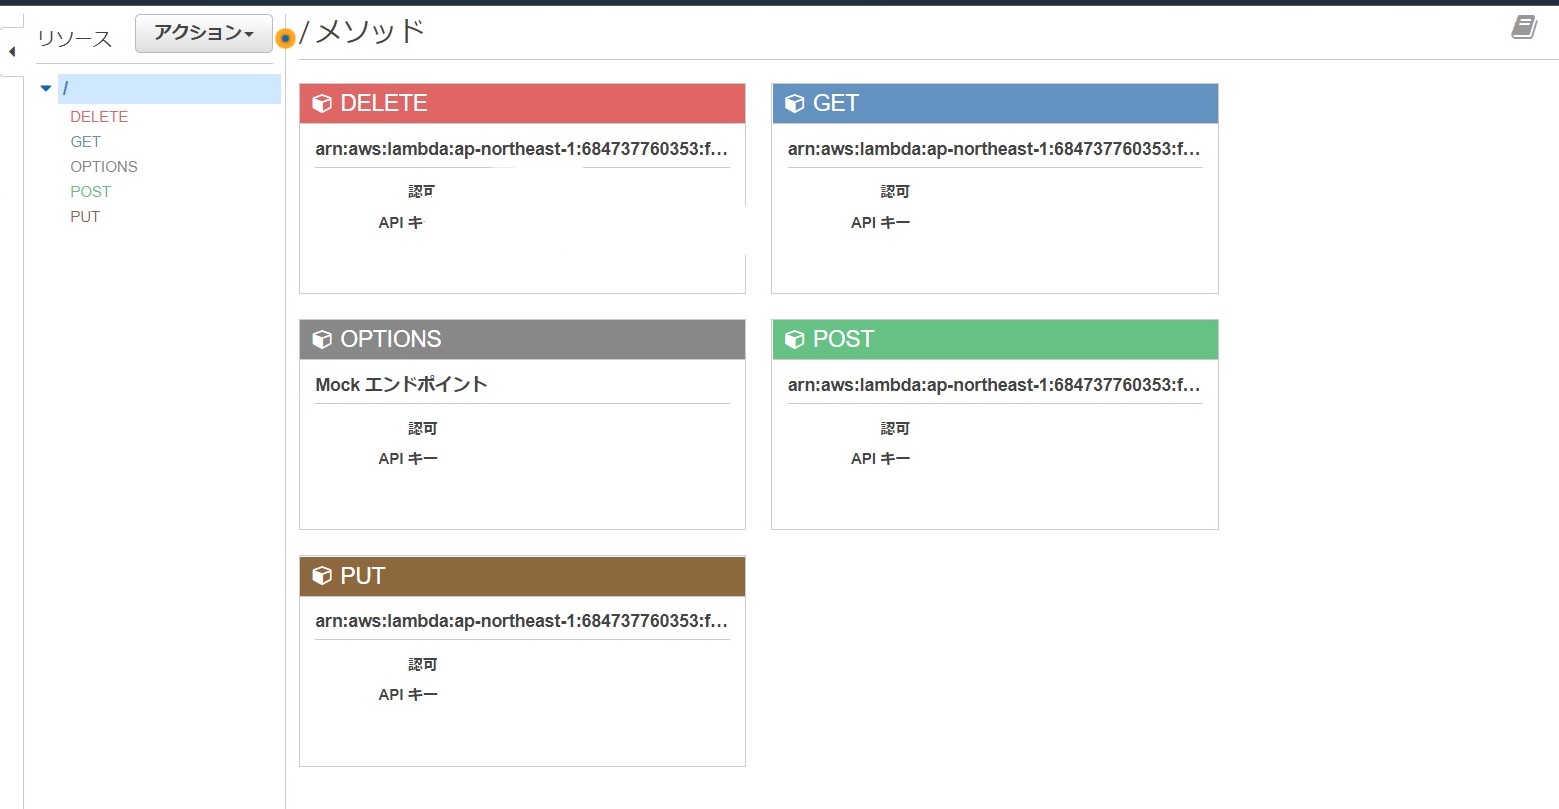 リソース
アクション
/ メソッド
/
DELETE
GET
OPTIONS
POST
PUT
DELETE
arn:aws:lambda:ap-northeast-1:684737760353:f...
認可
API キ
GET
arn:aws:lambda:ap-northeast-1:684737760353:f...
認可
API キー
OPTIONS
Mock エンドポイント
認可
API キー
POST
arn:aws:lambda:ap-northeast-1:684737760353:f...
認可
API キー
PUT
arn:aws:lambda:ap-northeast-1:684737760353:f...
認可
API キー